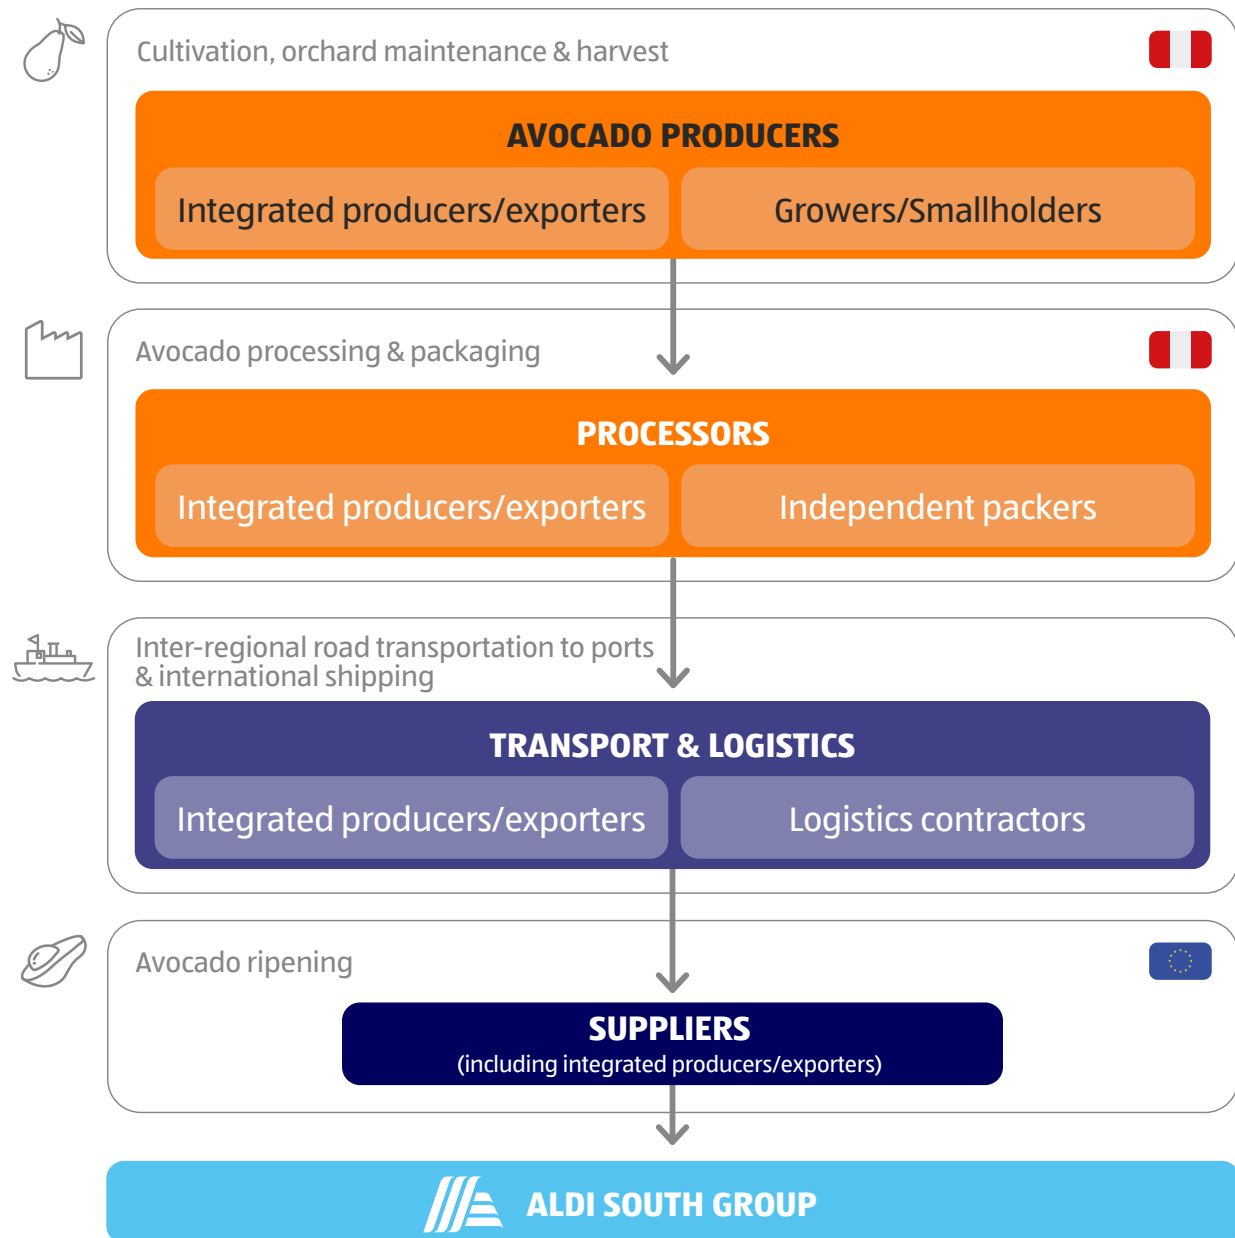 Cultivation, orchard maintenance & harvest
AVOCADO PRODUCERS
Integrated producers/exporters
Growers/Smallholders
Avocado processing & packaging
PROCESSORS
Integrated producers/exporters
Independent packers
Inter-regional road transportation to ports
& international shipping
TRANSPORT & LOGISTICS
Integrated producers/exporters
Logistics contractors
Avocado ripening
SUPPLIERS
(including integrated producers/exporters)
ALDI SOUTH GROUP